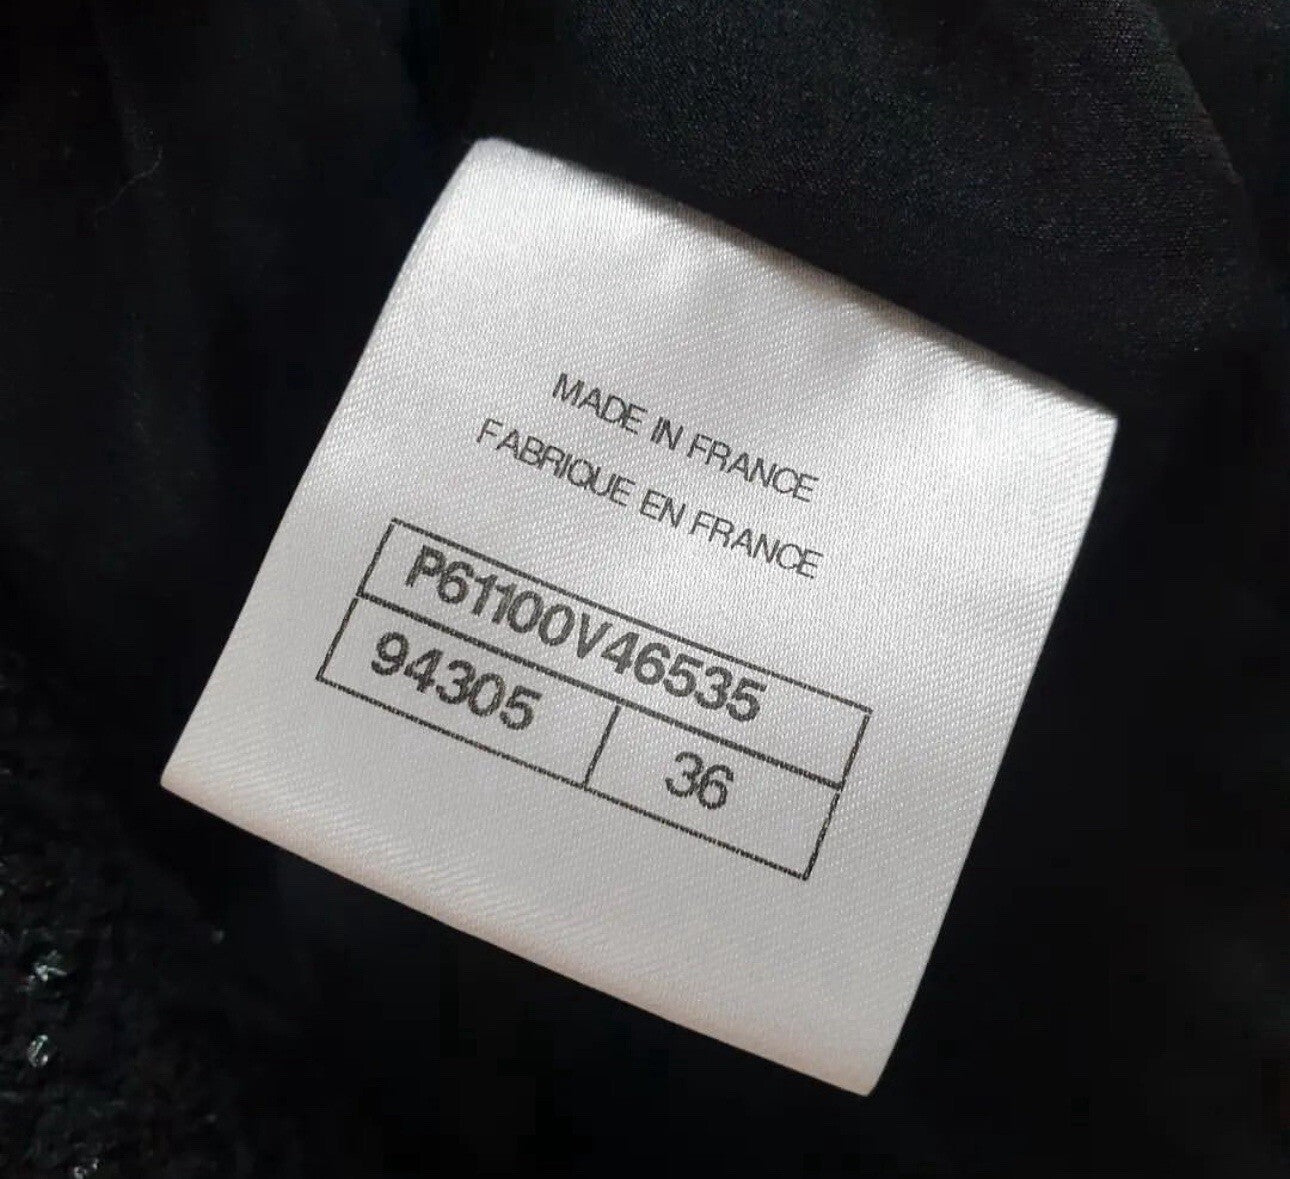 MADE IN FRANCE
FABRIQUE EN FRANCE
P61100V46535
94305 36